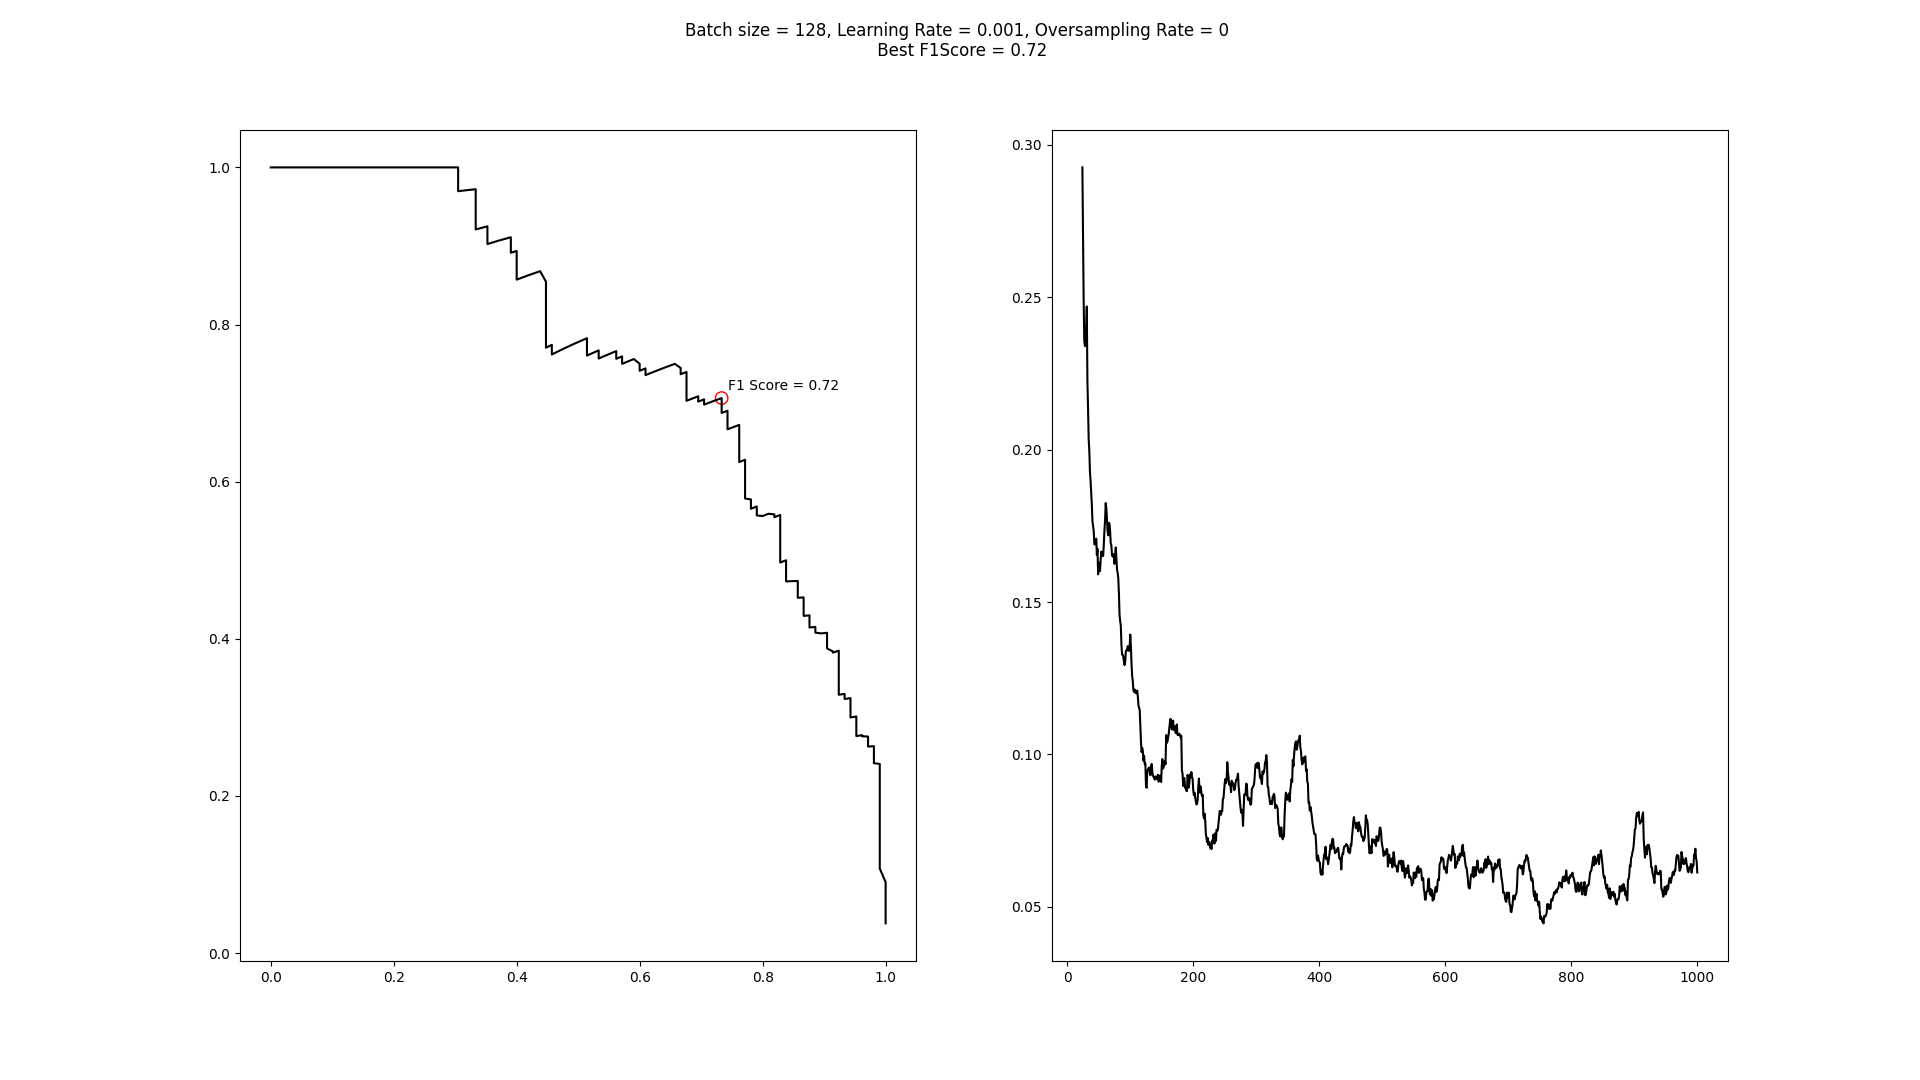 Batch size = 128, Learning Rate = 0.001, Oversampling Rate = 0
Best F1Score = 0.72
1.0
0.8
0.6
0.4
0.2
0.0
0.0 0.2 0.4 0.6 0.8 1.0
F1 Score = 0.72
0.30
0.25
0.20
0.15
0.10
0.05
0 200 400 600 800 1000